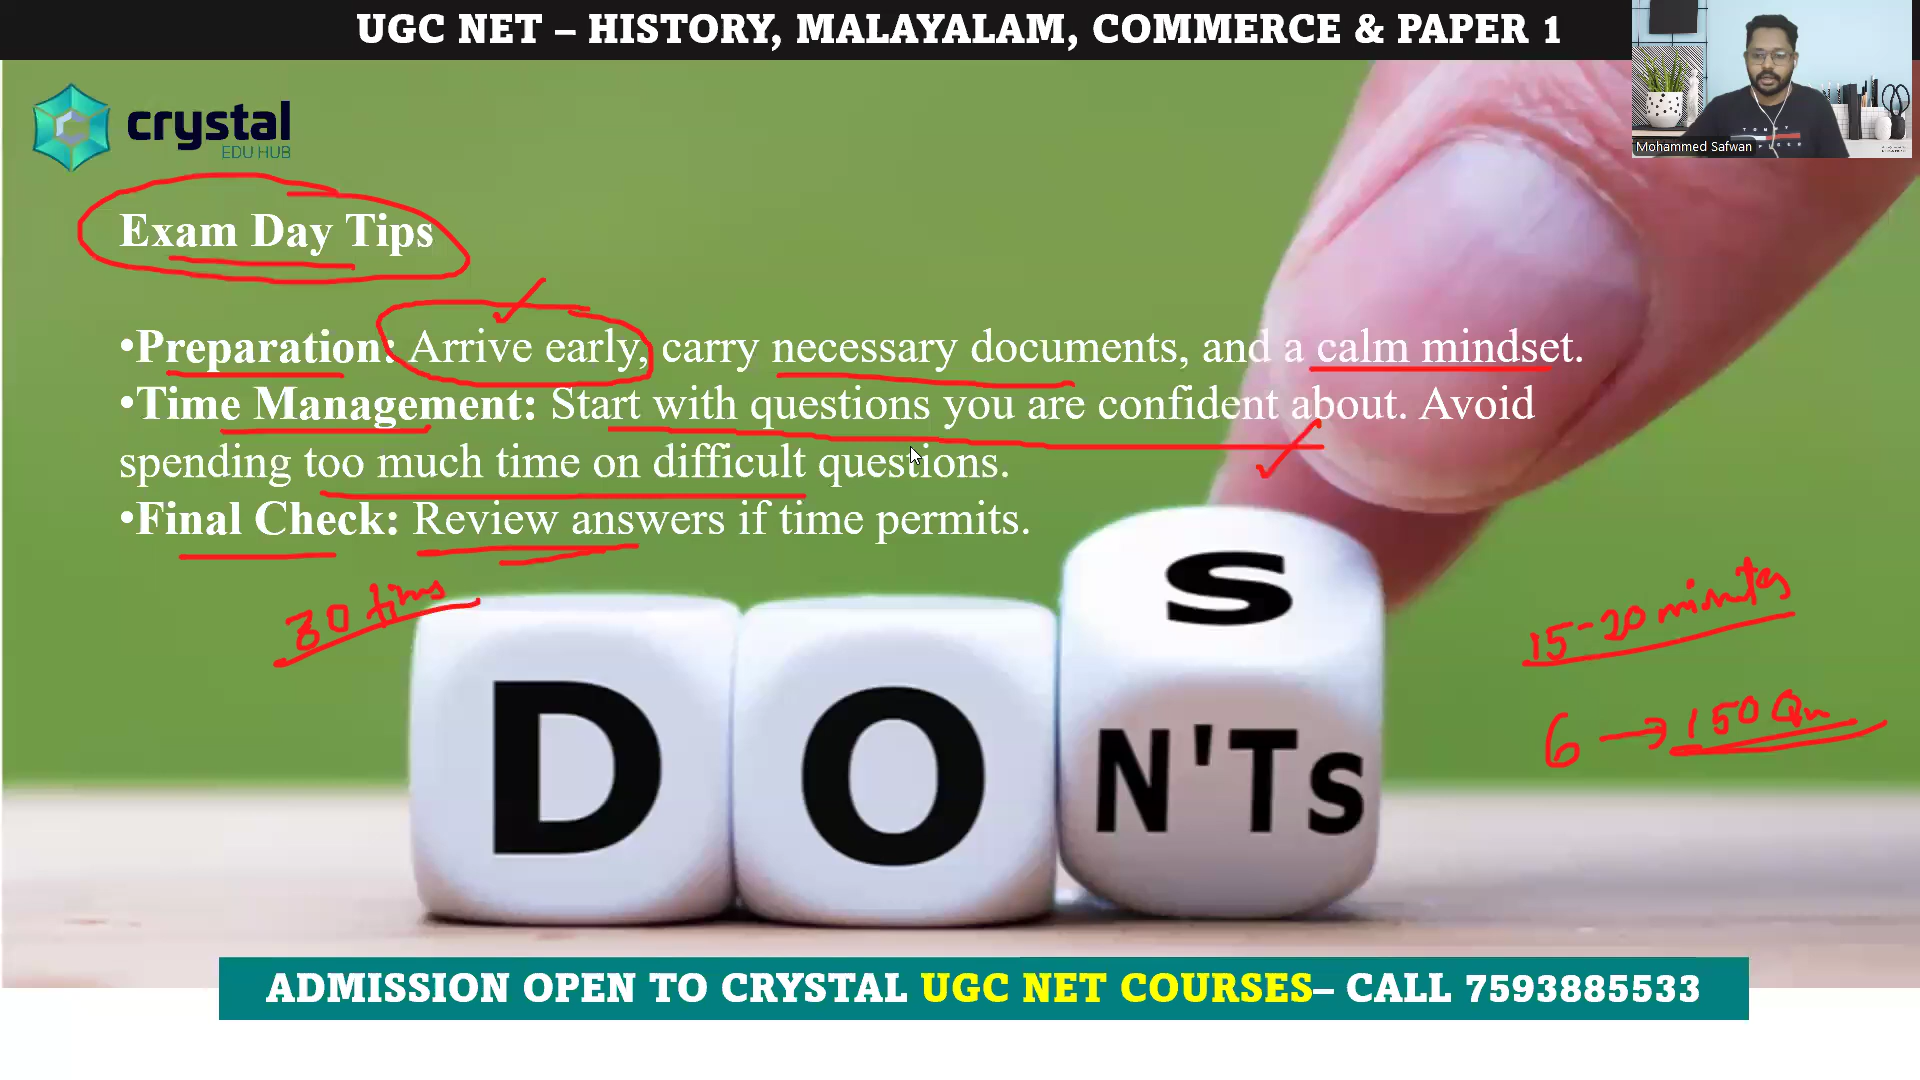 UGC NET – HISTORY, MALAYALAM, COMMERCE & PAPER 1
crystal
EDU HUB
Mohammed Safwan
Exam Day Tips
•Preparation: Arrive early, carry necessary documents, and a calm mindset.
•Time Management: Start with questions you are confident about. Avoid
spending too much time on difficult questions.
•Final Check: Review answers if time permits.
30 tims
15-20 minutes
6 → 150 Qn
S
D O N'Ts
ADMISSION OPEN TO CRYSTAL UGC NET COURSES– CALL 7593885533